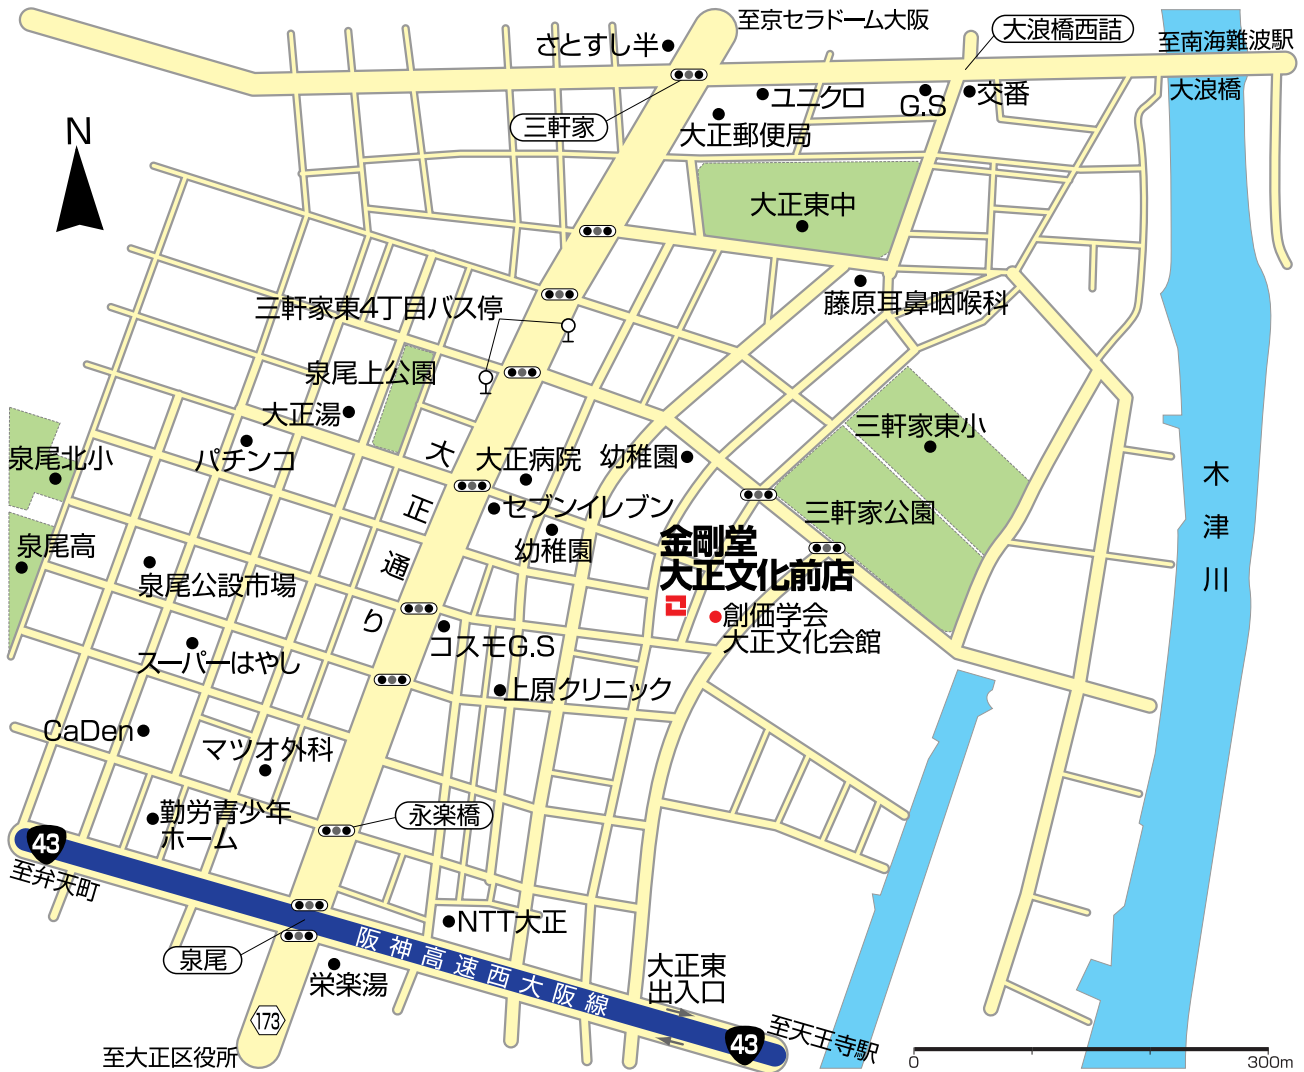 至京セラドーム大阪
大浪橋西詰
至南海難波駅
さとすし半
大浪橋
ユニクロ
G.S
交番
三軒家
大正郵便局
N
大正東中
藤原耳鼻咽喉科
三軒家東4丁目バス停
泉尾上公園
大正湯
三軒家東小
泉尾北小
パチンコ
大正病院
幼稚園
木津川
大正通り
セブンイレブン
三軒家公園
幼稚園
金剛堂
大正文化前店
泉尾高
泉尾公設市場
創価学会
大正文化会館
コスモG.S
スーパーはやし
上原クリニック
CaDen
マツオ外科
勤労青少年
ホーム
永楽橋
43
至弁天町
NTT大正
阪神高速西大阪線
泉尾
栄楽湯
大正東
出入口
173
至大正区役所
43
至天王寺駅
0
300m